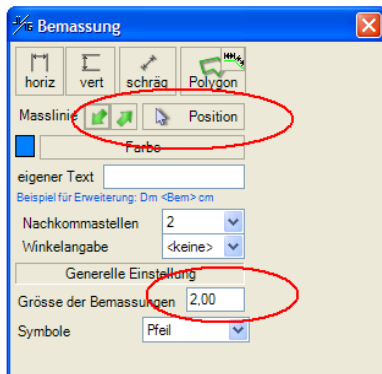 Bemassung
horiz vert schräg Polygon
Masslinie Position
Farbe
eigener Text
Beispiel für Erweiterung: Dm <Bem> cm
Nachkommastellen 2
Winkelangabe <keine>
Generelle Einstellung
Grösse der Bemassungen 2,00
Symbole Pfeil